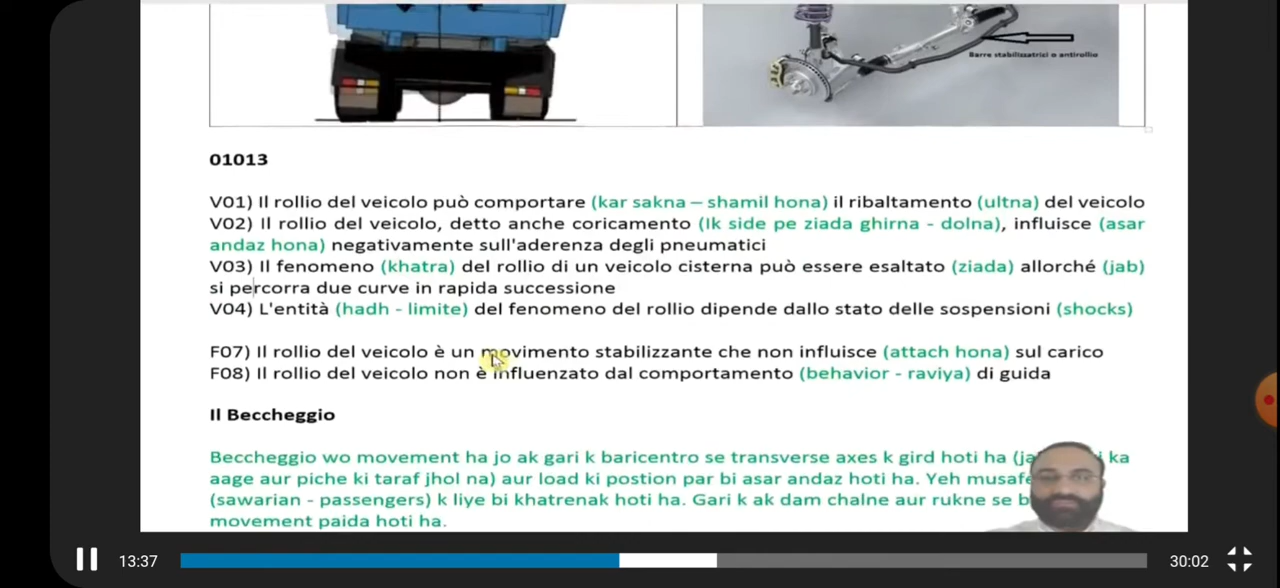 Barre stabilizzatrici o antirollio
01013
V01) Il rollio del veicolo può comportare (kar sakna – shamil hona) il ribaltamento (ultna) del veicolo
V02) Il rollio del veicolo, detto anche coricamento (Ik side pe ziada ghirna - dolna), influisce (asar
andaz hona) negativamente sull'aderenza degli pneumatici
V03) Il fenomeno (khatra) del rollio di un veicolo cisterna può essere esaltato (ziada) allorché (jab)
si percorra due curve in rapida successione
V04) L'entità (hadh - limite) del fenomeno del rollio dipende dallo stato delle sospensioni (shocks)
F07) Il rollio del veicolo è un movimento stabilizzante che non influisce (attach hona) sul carico
F08) Il rollio del veicolo non è influenzato dal comportamento (behavior - raviya) di guida
Il Beccheggio
Beccheggio wo movement ha jo ak gari k baricentro se transverse axes k gird hoti ha ka
aage aur piche ki taraf jhol na) aur load ki postion par bi asar andaz hoti ha. Yeh
(sawarian - passengers) k liye bi khatrenak hoti ha. Gari k ak dam chalne aur rukne se
movement paida hoti ha.
13:37
30:02